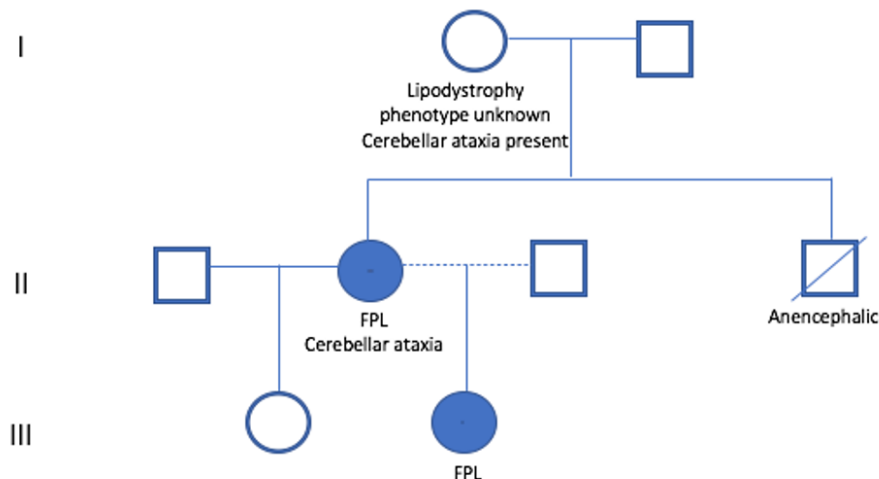 I
Lipodystrophy
phenotype unknown
Cerebellar ataxia present
II
FPL
Cerebellar ataxia
Anencephalic
III
FPL